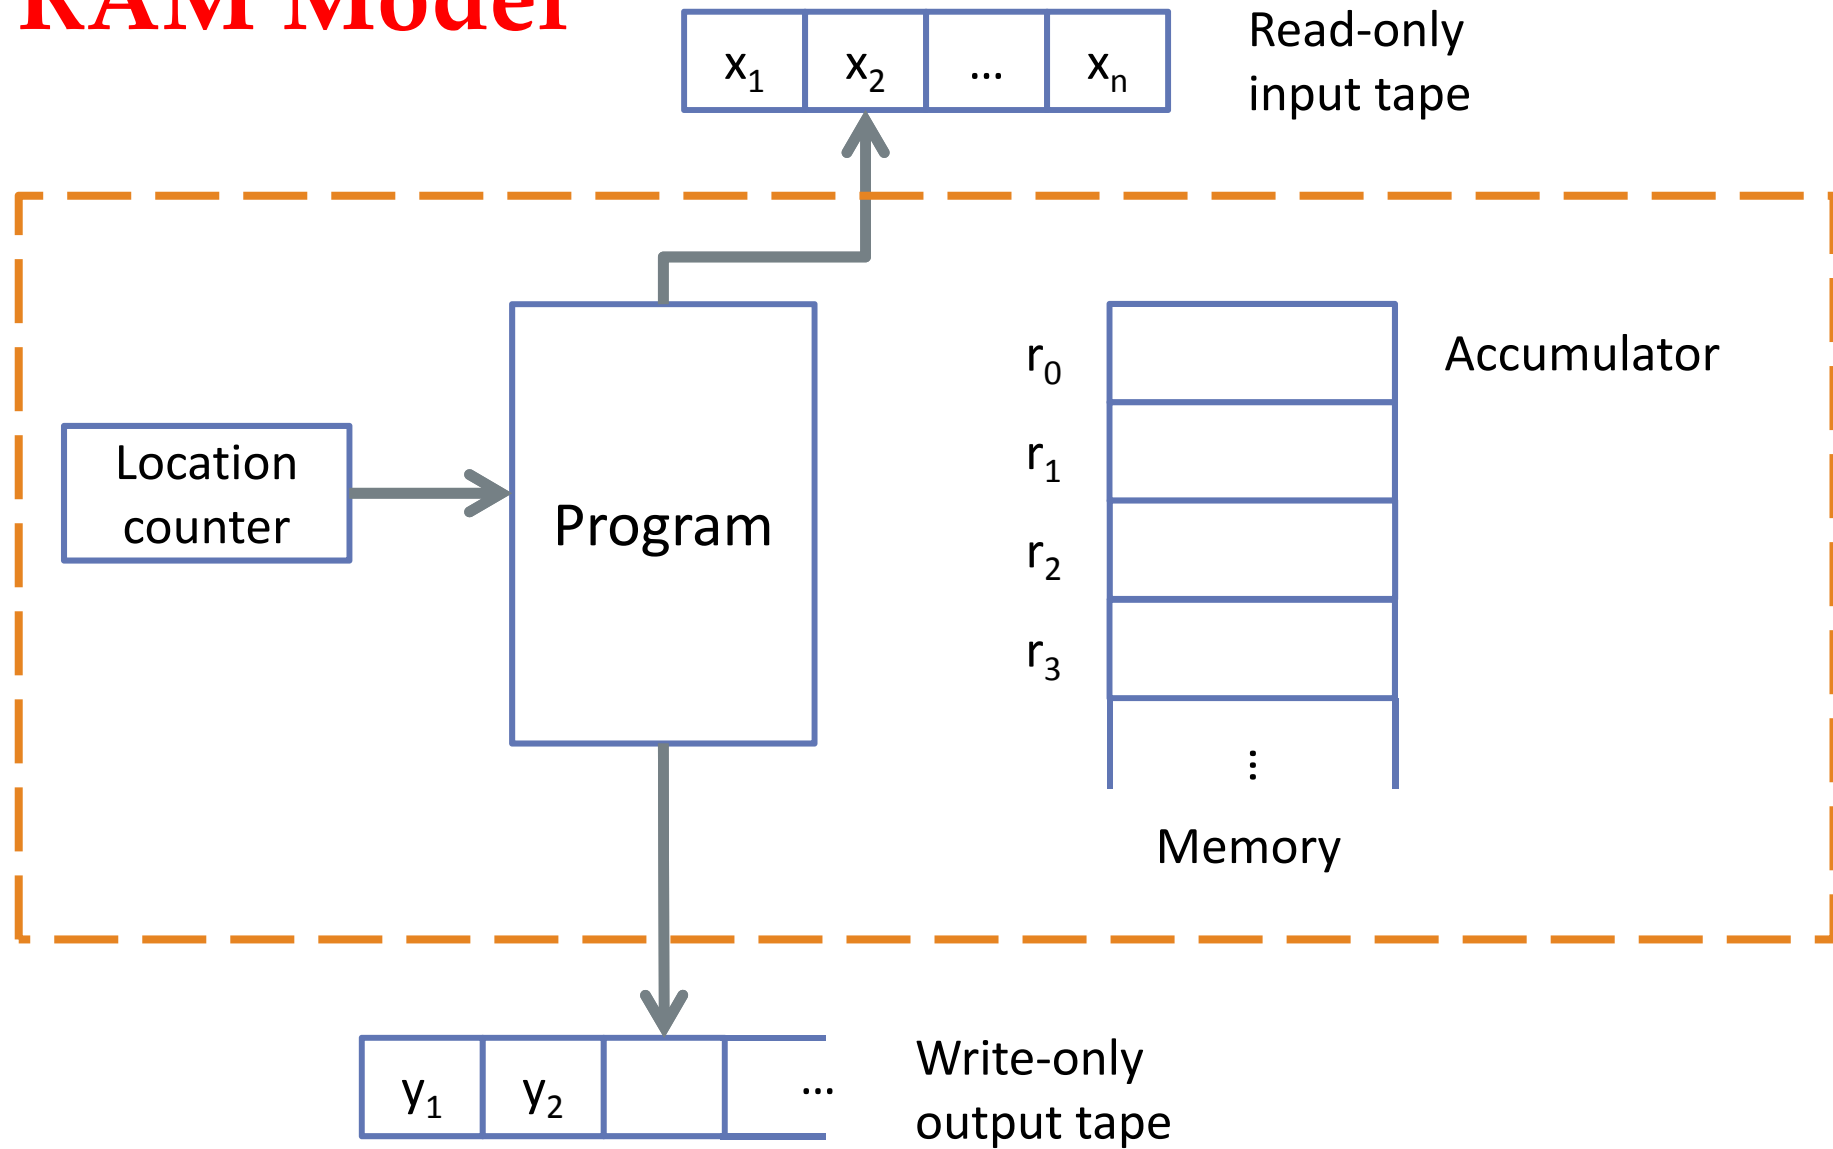 RAM Model
x1 x2 ... xn
Read-only
input tape
Location
counter
Program
r0
r1
r2
r3
Accumulator
...
Memory
y1 y2 ...
Write-only
output tape